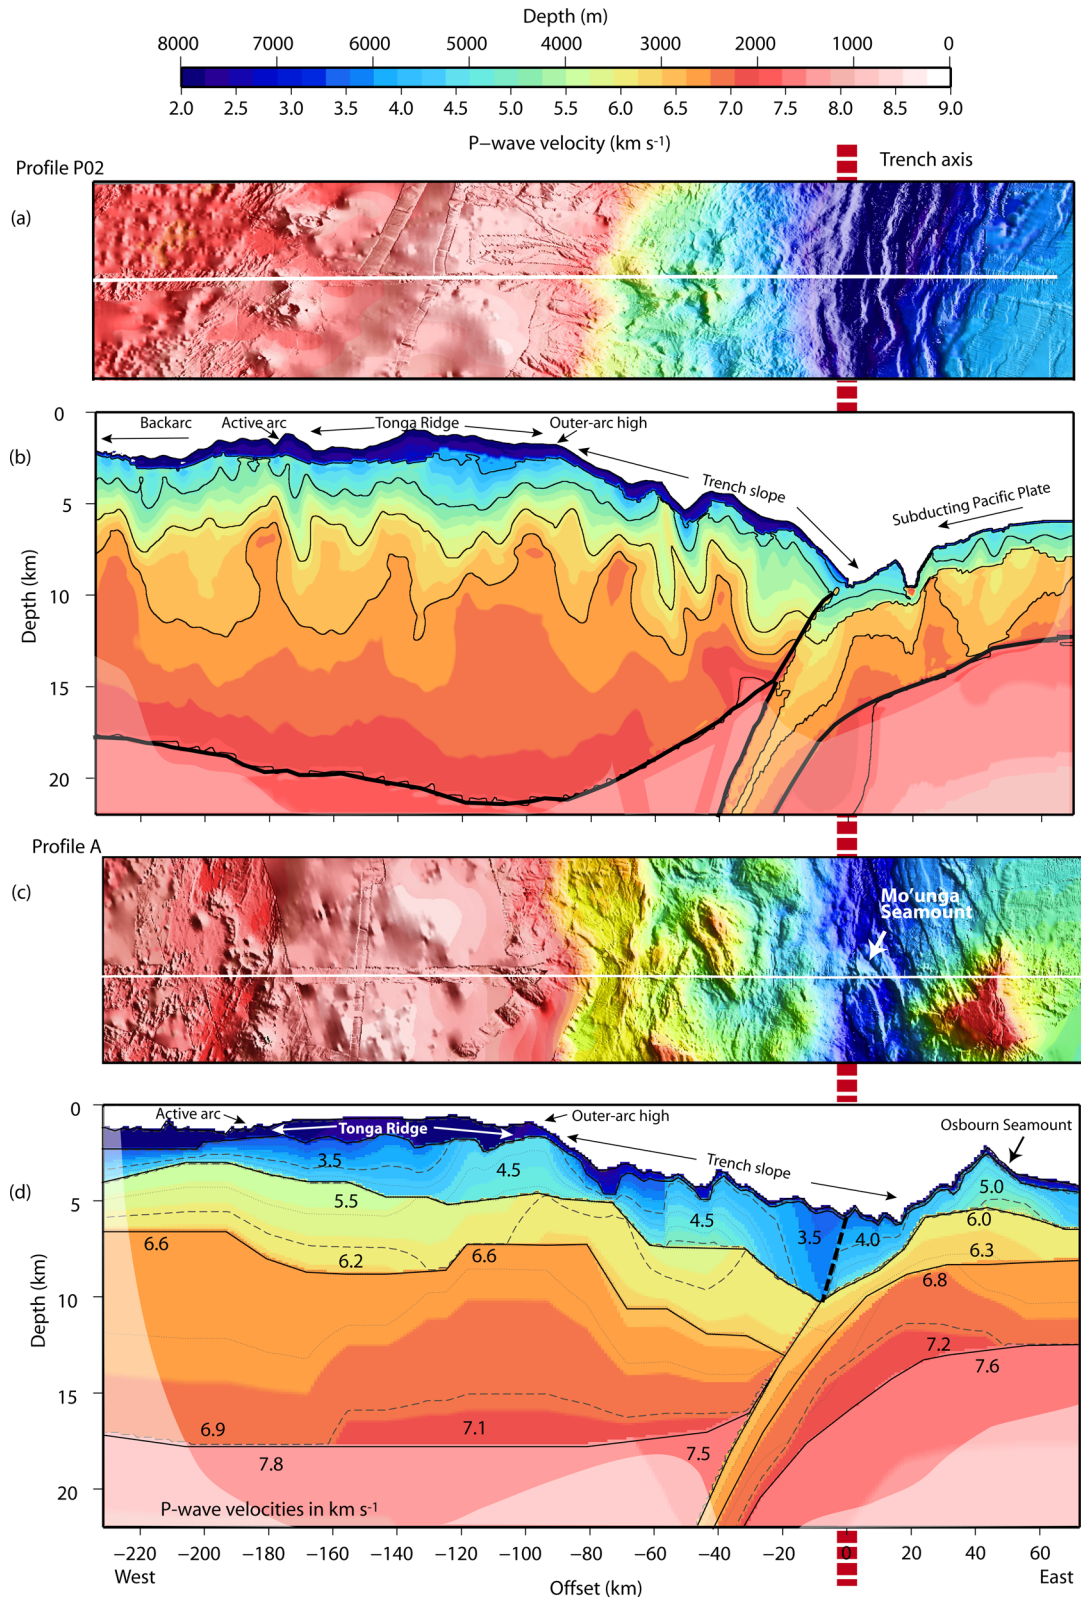 Depth (m)
8000 7000 6000 5000 4000 3000 2000 1000 0
2.0 2.5 3.0 3.5 4.0 4.5 5.0 5.5 6.0 6.5 7.0 7.5 8.0 8.5 9.0
P–wave velocity (km s-1)
Profile P02
Trench axis
(a)
0
Backarc Active arc Tonga Ridge Outer-arc high
(b)
Trench slope
Subducting Pacific Plate
5
10
Depth (km)
15
20
Profile A
(c)
Mo'unga
Seamount
0
Active arc Outer-arc high
Tonga Ridge
Osbourn Seamount
Trench slope
(d)
3.5 4.5 5.0
5
5.5 4.5 3.5 4.0 6.0
6.6 6.2 6.6 6.3
6.8
10
Depth (km)
7.2
7.6
15
6.9 7.1
7.8 7.5
20
P-wave velocities in km s-1
−220 −200 −180 −160 −140 −120 −100 −80 −60 −40 −20 0 20 40 60
West Offset (km) East